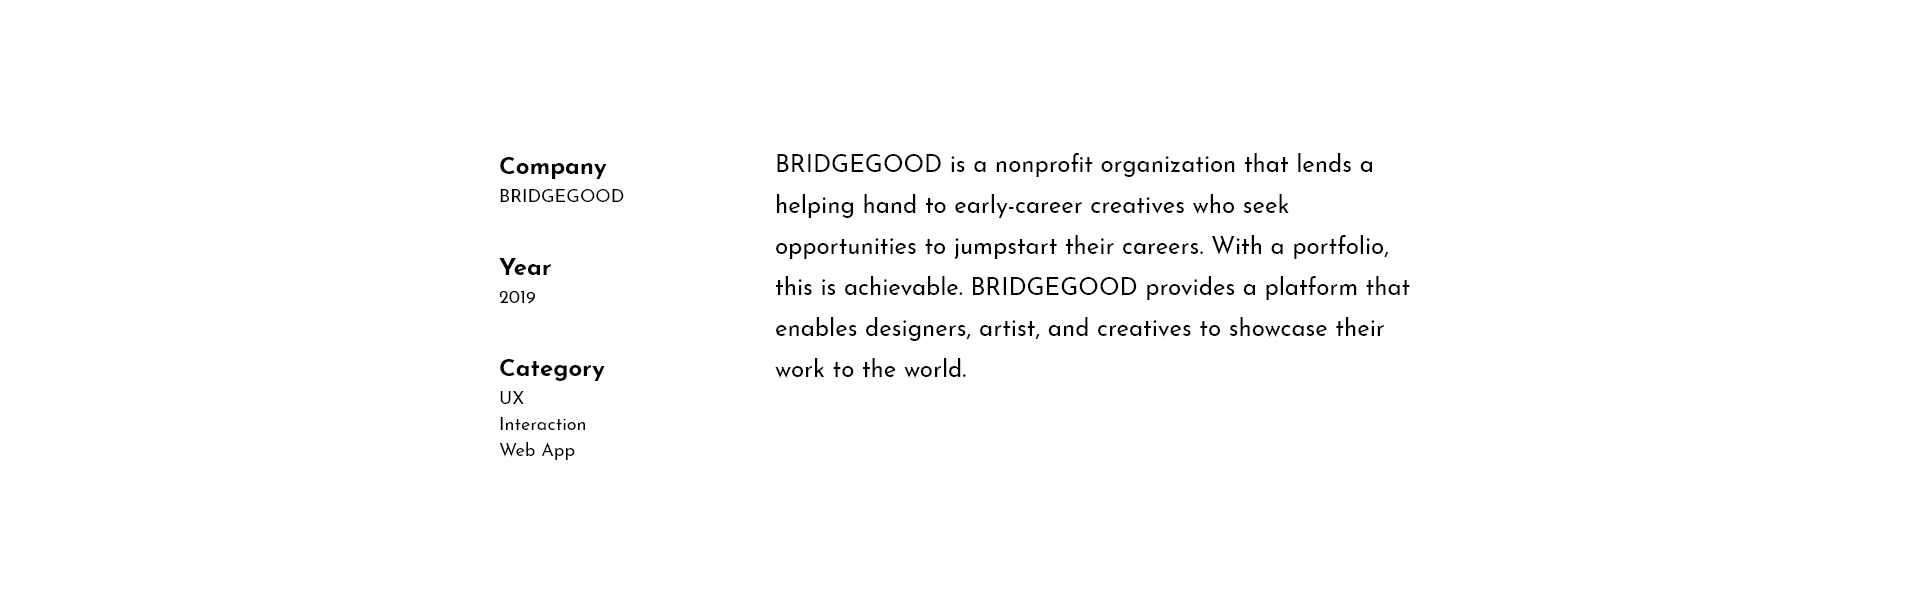 Company
BRIDGEGOOD
Year
2019
Category
UX
Interaction
Web App
BRIDGEGOOD is a nonprofit organization that lends a
helping hand to early-career creatives who seek
opportunities to jumpstart their careers. With a portfolio,
this is achievable. BRIDGEGOOD provides a platform that
enables designers, artist, and creatives to showcase their
work to the world.